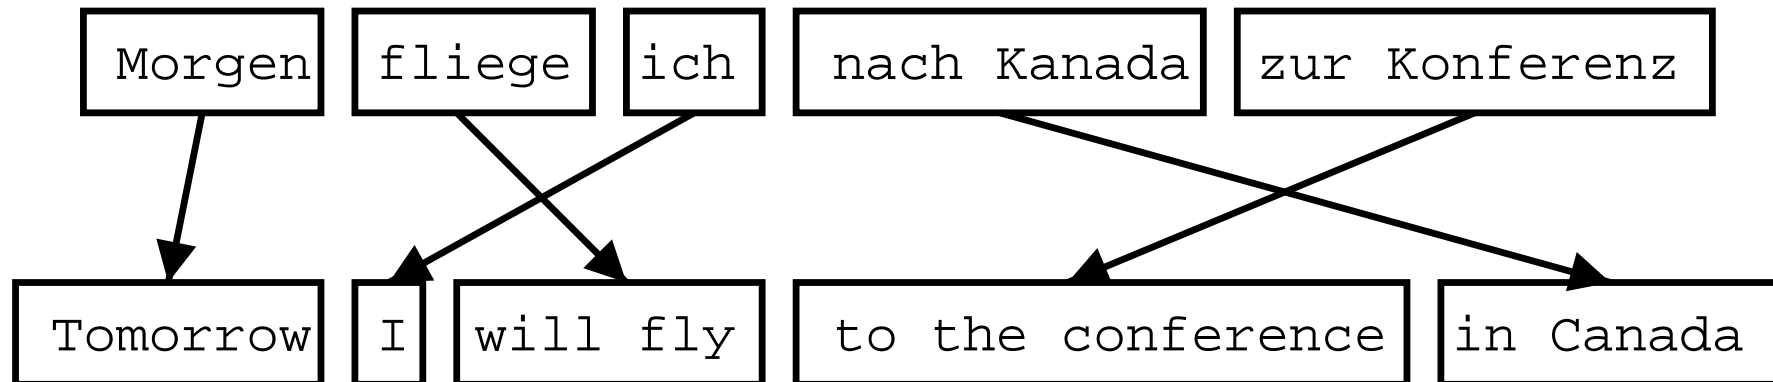 Morgen fliege ich nach Kanada zur Konferenz
Tomorrow I will fly to the conference in Canada